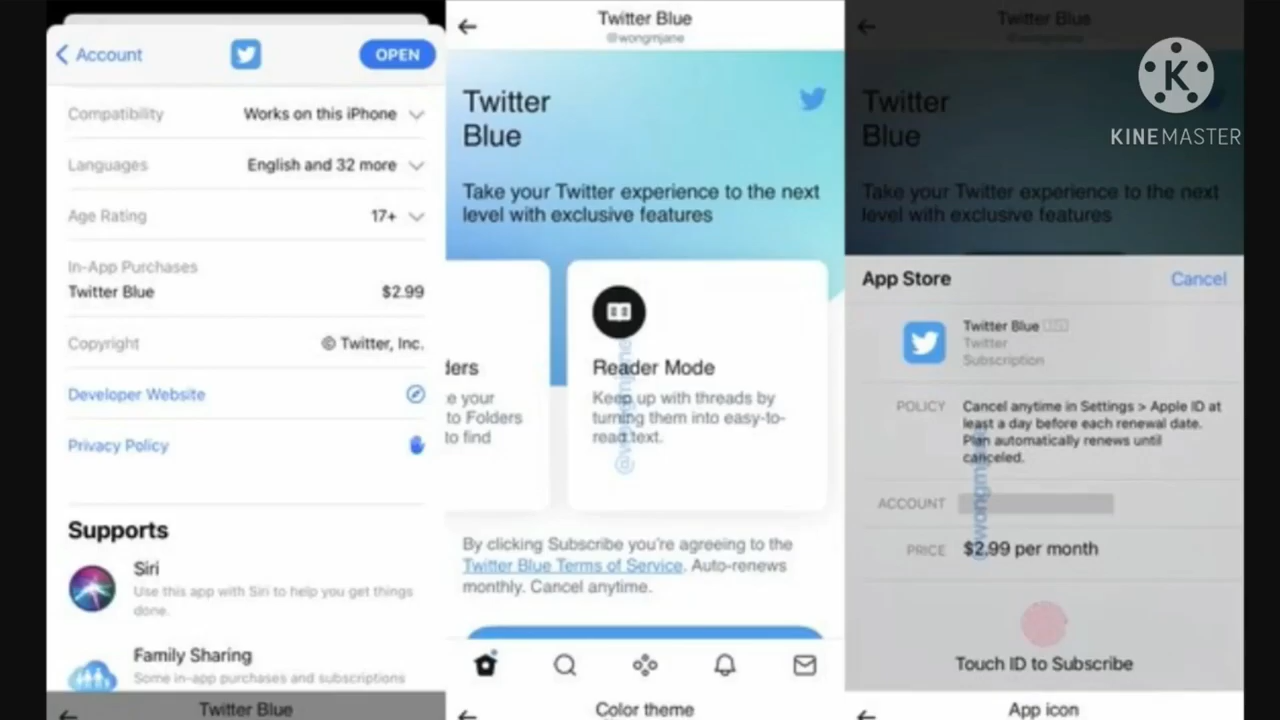 Account
OPEN
Compatibility
Works on this iPhone
Languages
English and 32 more
Age Rating
17+
In-App Purchases
Twitter Blue
$2.99
Copyright
© Twitter, Inc.
Developer Website
Privacy Policy
Supports
Siri
Use this app with Siri to help you get things
done.
Family Sharing
Some in-app purchases and subscriptions
Twitter Blue
Twitter Blue
@wongmjane
Twitter
Blue
Take your Twitter experience to the next
level with exclusive features
ders
e your
to Folders
to find
Reader Mode
Keep up with threads by
turning them into easy-to-
read text.
@wongmjane
By clicking Subscribe you're agreeing to the
Twitter Blue Terms of Service. Auto-renews
monthly. Cancel anytime.
Color theme
Twitter Blue
@wongmjane
Twitter
Blue
Take your Twitter experience to the next
level with exclusive features
K
KINEMASTER
App Store
Cancel
Twitter Blue
Twitter
Subscription
POLICY
Cancel anytime in Settings > Apple ID at
least a day before each renewal date.
Plan automatically renews until
canceled.
ACCOUNT
PRICE
$2.99 per month
@wongmjane
Touch ID to Subscribe
App icon